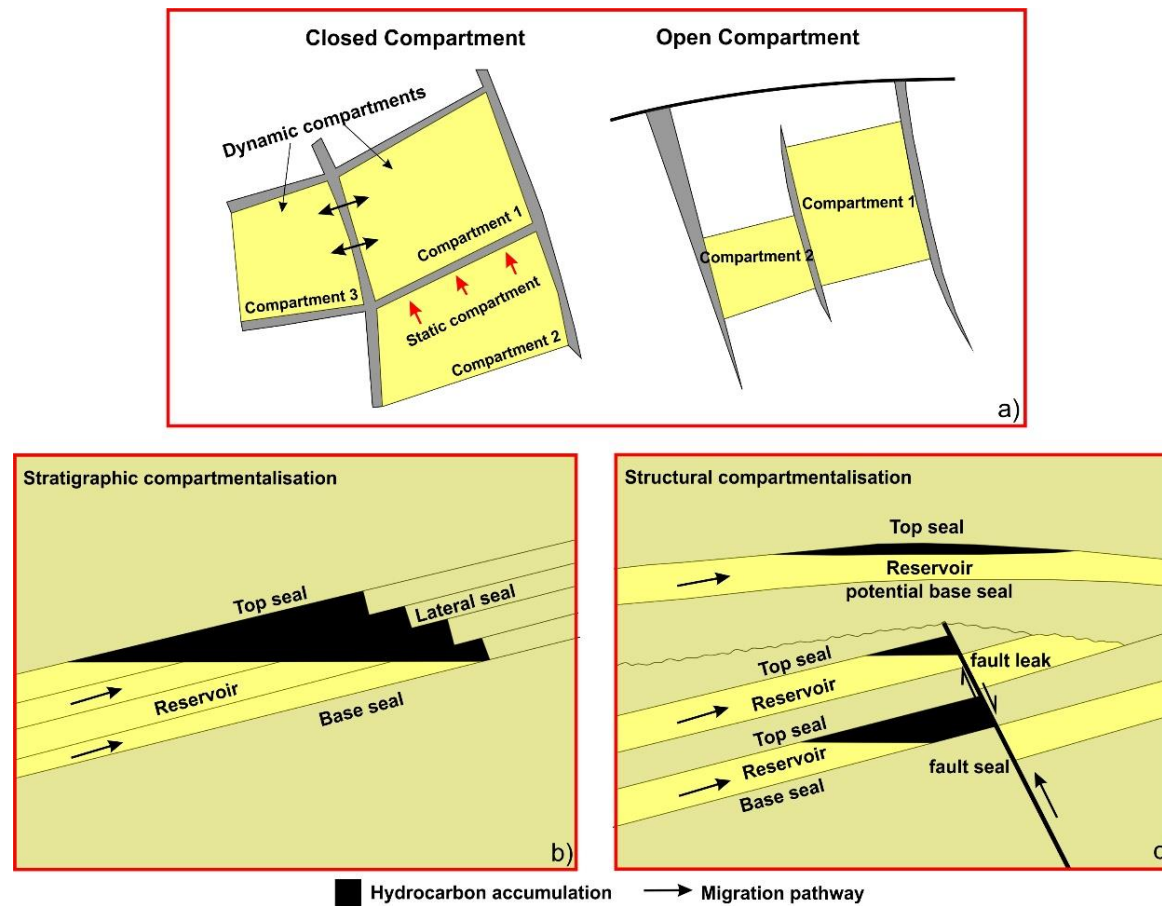 Closed Compartment
Open Compartment
Dynamic compartments
Compartment 1
Compartment 3
Static compartment
Compartment 2
Compartment 1
Compartment 2
a)
Stratigraphic compartmentalisation
Top seal
Lateral seal
Reservoir
Base seal
b)
Structural compartmentalisation
Top seal
Reservoir
potential base seal
Top seal
fault leak
Reservoir
Top seal
Reservoir
fault seal
Base seal
c
Hydrocarbon accumulation
Migration pathway